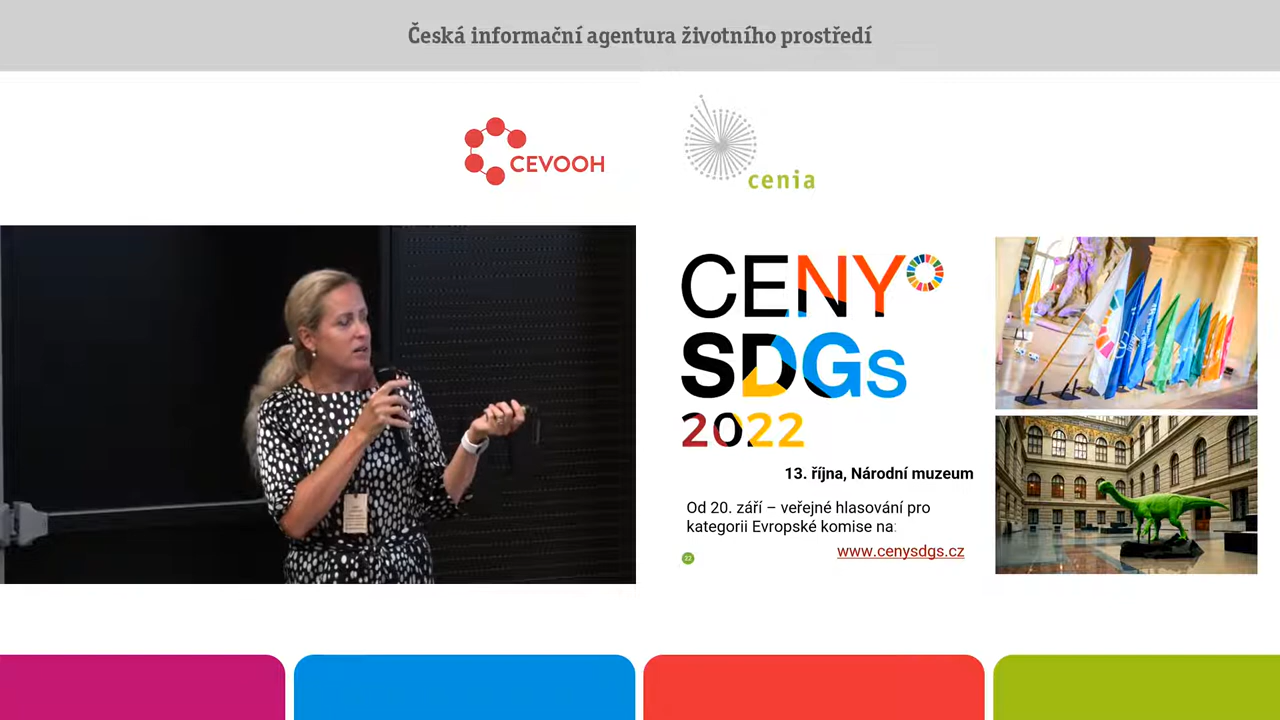 Česká informační agentura životního prostředí
CEVOOH
cenia
CENY
SDGs
2022
13. října, Národní muzeum
Od 20. září – veřejné hlasování pro
kategorii Evropské komise na:
www.cenysdgs.cz
22